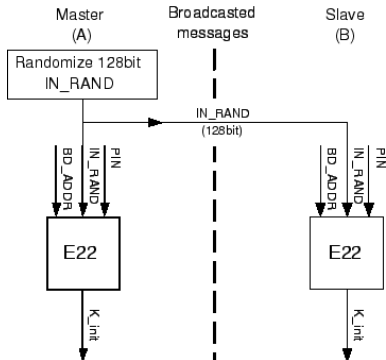 Master
(A)
Broadcasted
messages
Slave
(B)
Randomize 128bit
IN_RAND
IN_RAND
(128bit)
BD_ADDR
IN_RAND
PIN
BD_ADDR
IN_RAND
PIN
E22
E22
K_init
K_init